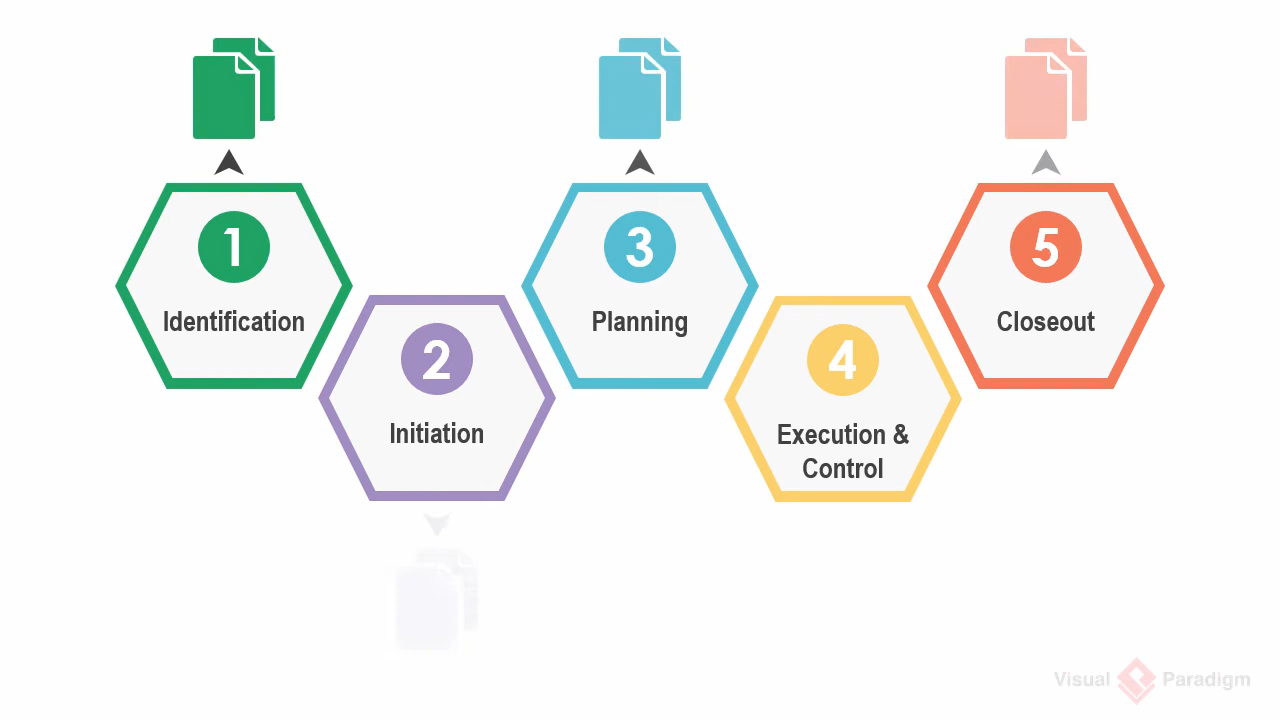 1
Identification
2
Initiation
3
Planning
4
Execution &
Control
5
Closeout
Visual Paradigm